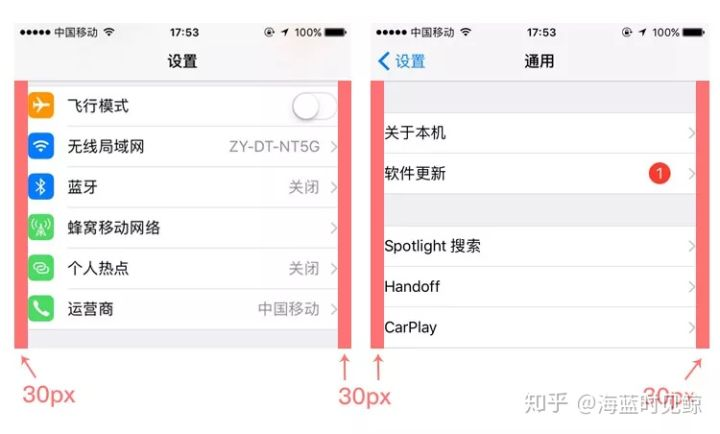 中国移动 17:53 100%
设置
飞行模式
无线局域网 ZY-DT-NT5G
蓝牙 关闭
蜂窝移动网络
个人热点 关闭
运营商 中国移动
30px
30px
中国移动 17:53 100%
设置 通用
关于本机
软件更新 1
Spotlight 搜索
Handoff
CarPlay
30px
知乎 @海蓝时见鲸